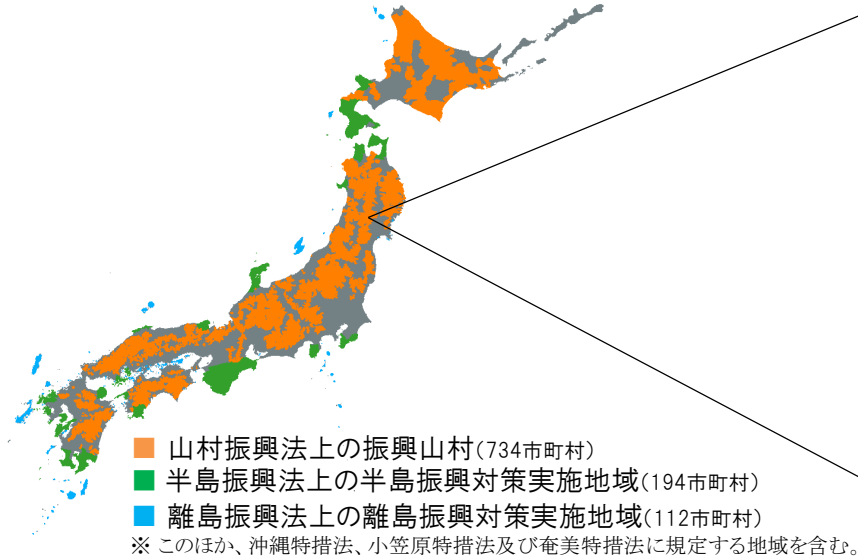 山村振興法上の振興山村(734市町村)
半島振興法上の半島振興対策実施地域(194市町村)
離島振興法上の離島振興対策実施地域(112市町村)
※ このほか、沖縄特措法、小笠原特措法及び奄美特措法に規定する地域を含む。